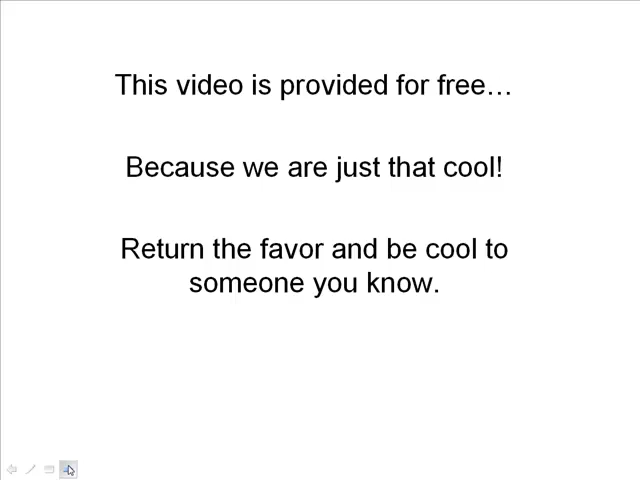 This video is provided for free…
Because we are just that cool!
Return the favor and be cool to
someone you know.